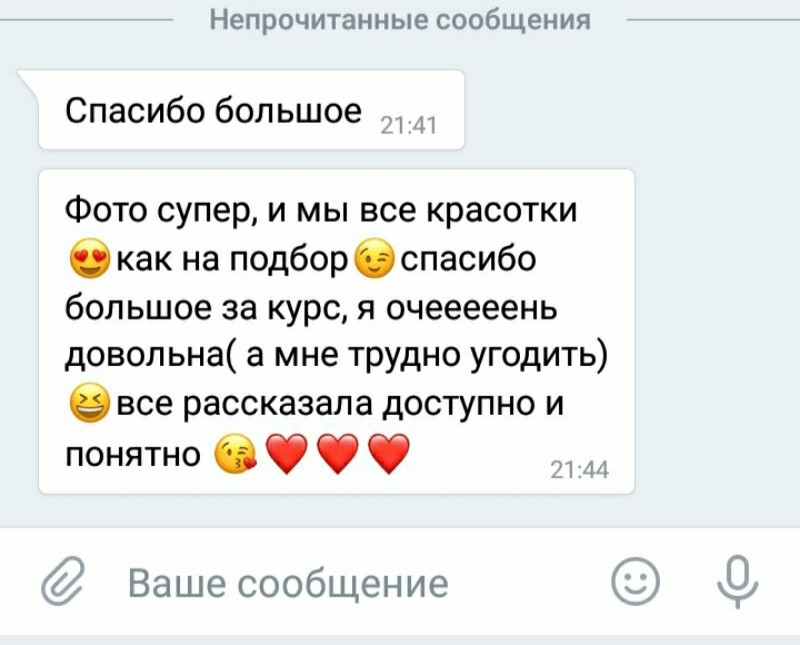 Непрочитанные сообщения
Спасибо большое 21:41
Фото супер, и мы все красотки
😍как на подбор😉спасибо
большое за курс, я очееееень
довольна( а мне трудно угодить)
😆все рассказала доступно и
понятно 😘❤❤❤ 21:44
Ваше сообщение